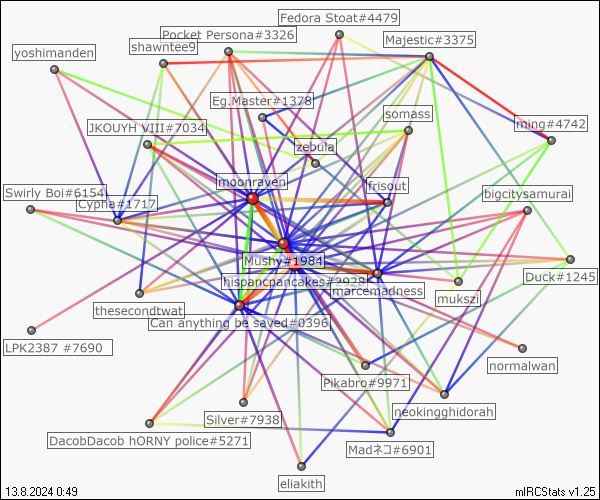 Fedora Stoat#4479
Pocket Persona#3326
Majestic#3375
shawntee9
yoshimanden
Eg.Master#1378
somass
JKOUYH VIII#7034
ming#4742
zebula
moonraven
frisout
Swirly Boi#6154
bigcitysamurai
Cypha#1717
Mushy#1984
Duck#1245
hispancpancakes#2928
marcemadness
mukszi
thesecondtwat
Can anything be saved#0396
LPK2387 #7690
normalwan
Pikabro#9971
neokingghidorah
Silver#7938
DacobDacob hORNY police#5271
Madネコ#6901
eliakith
13.8.2024 0:49
mIRCStats v1.25